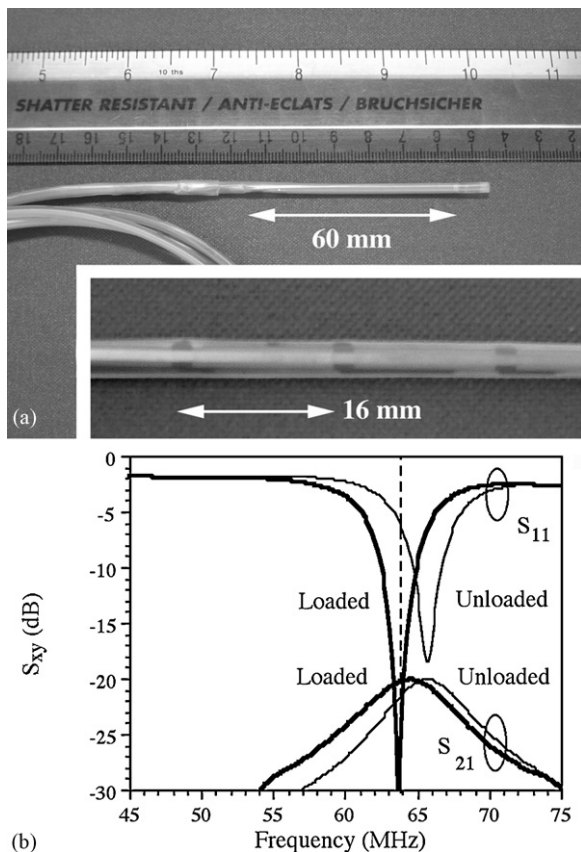 5 6 7 8 9 10 11
10 ths
SHATTER RESISTANT / ANTI-ECLATS / BRUCHSICHER
18 17 16 15 14 13 12 11 10 9 8 7 6 5 4 3 2
60 mm
16 mm
(a)
0
-5
-10
-15
-20
-25
-30
Sxy (dB)
S11
Loaded Unloaded
Loaded Unloaded
S21
45 50 55 60 65 70 75
Frequency (MHz)
(b)